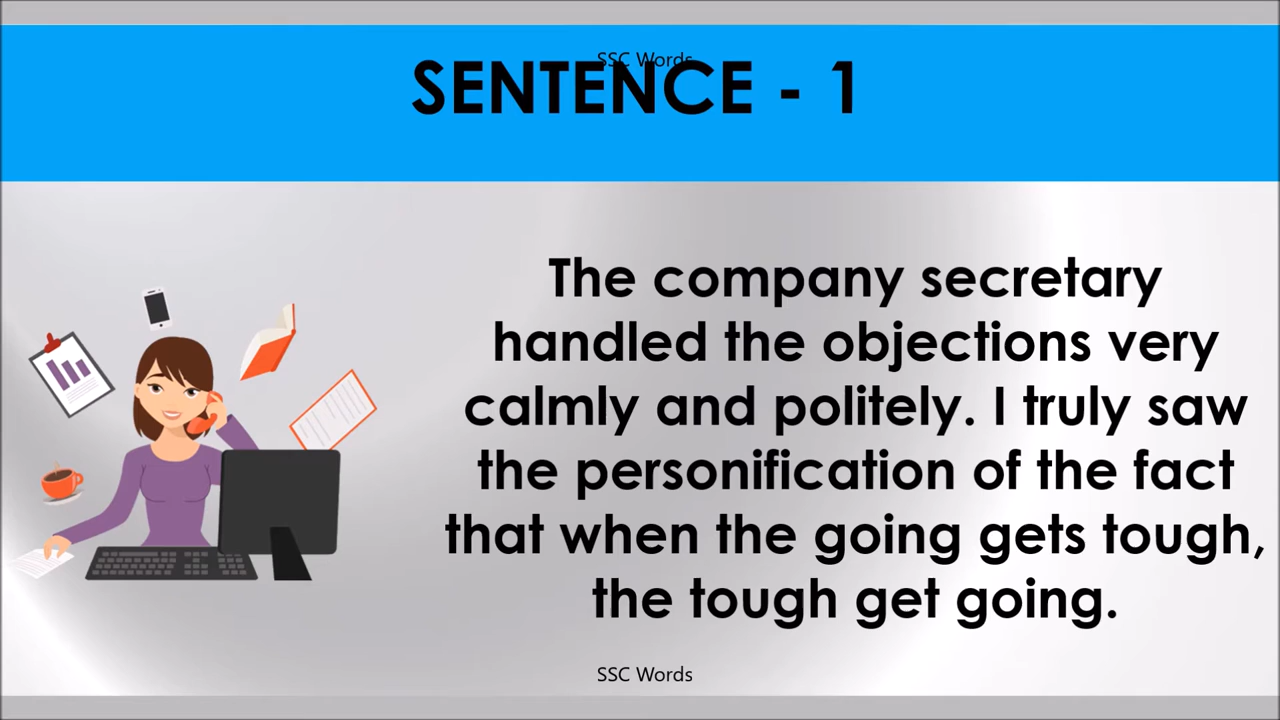 SSC Words
SENTENCE - 1
The company secretary
handled the objections very
calmly and politely. I truly saw
the personification of the fact
that when the going gets tough,
the tough get going.
SSC Words